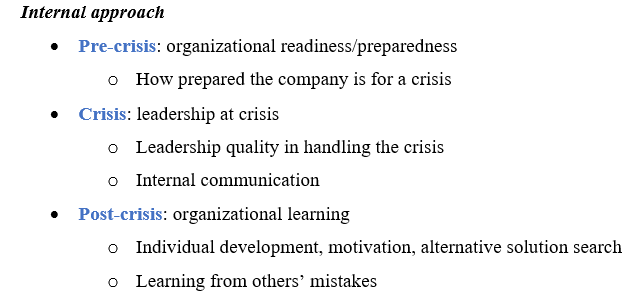 Internal approach
• Pre-crisis: organizational readiness/preparedness
o How prepared the company is for a crisis
• Crisis: leadership at crisis
o Leadership quality in handling the crisis
o Internal communication
• Post-crisis: organizational learning
o Individual development, motivation, alternative solution search
o Learning from others’ mistakes